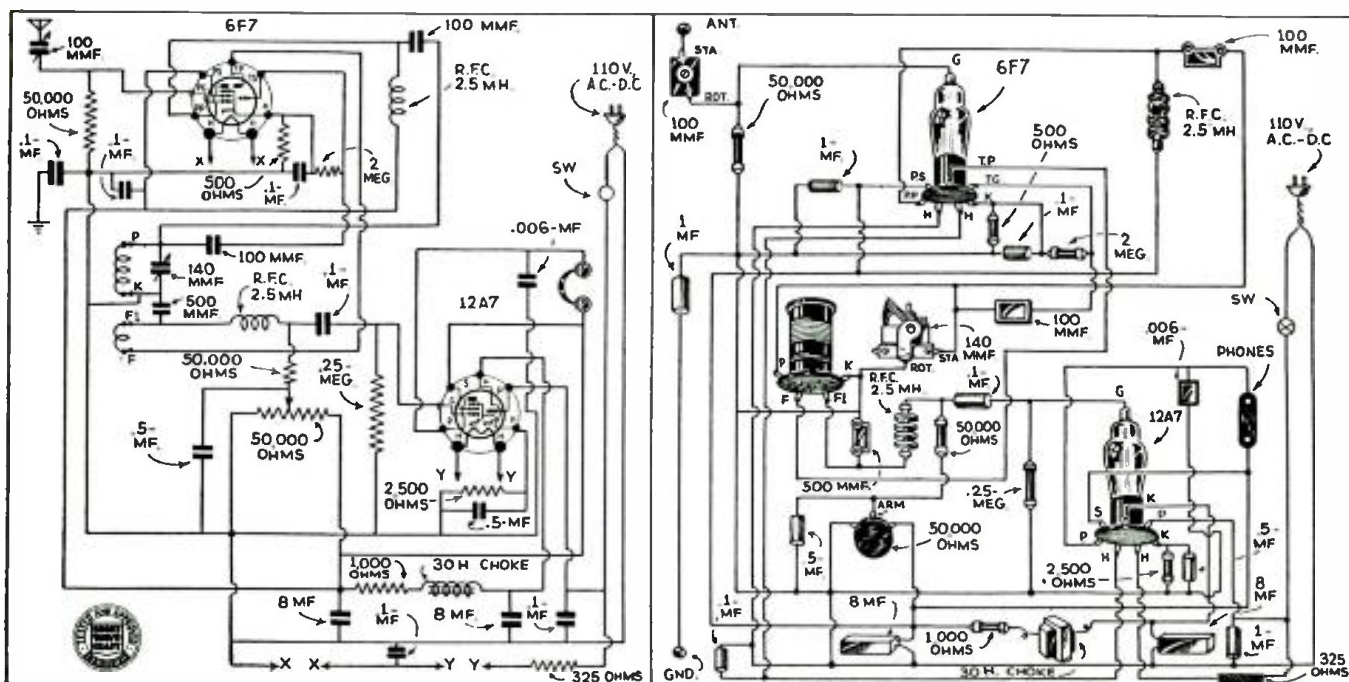 6F7
100 MMF.
R.F.C.
2.5 MH
110 V.
A.C.-D.C
100
MMF.
50,000
OHMS
.1-
MF.
.1-
MF.
X
X
500
OHMS
.1-
MF.
2
MEG
SW
P
100 MMF.
140
MMF.
K
500
MMF.
R.F.C.
2.5 MH
.1-
MF.
.006-MF
12A7
F1
F
50,000
OHMS
.25-
MEG
.5-
MF.
50,000
OHMS
Y
Y
2,500
OHMS
.5-MF
1,000
OHMS
30 H CHOKE
8 MF
.1-
MF
8 MF
.1-
MF
X
X
Y
Y
325 OHMS
ANT.
STA.
ROT.
100
MMF
50,000
OHMS
G
6F7
500
OHMS
100
MMF.
R.F.C.
2.5 MH
110V.
A.C.-D.C
.1-
MF.
T.P
P.S
TG
PP
K
H
H
.1-
MF
2
MEG.
.1
MF
100
MMF
SW
.006-
MF
PHONES
140
MMF.
STA
ROT.
P
K
F
F1
R.F.C.
2.5 MH
.1-
MF
50,000
OHMS
G
12A7
500 MMF.
.25-
MEG
ARM
50,000
OHMS
.5-
MF
S
K
P
P
K
H
H
.5-
MF
2,500
OHMS
8
MF
.1-
MF
8 MF
1,000
OHMS
.1-
MF
GND.
30 H. CHOKE
325
OHMS